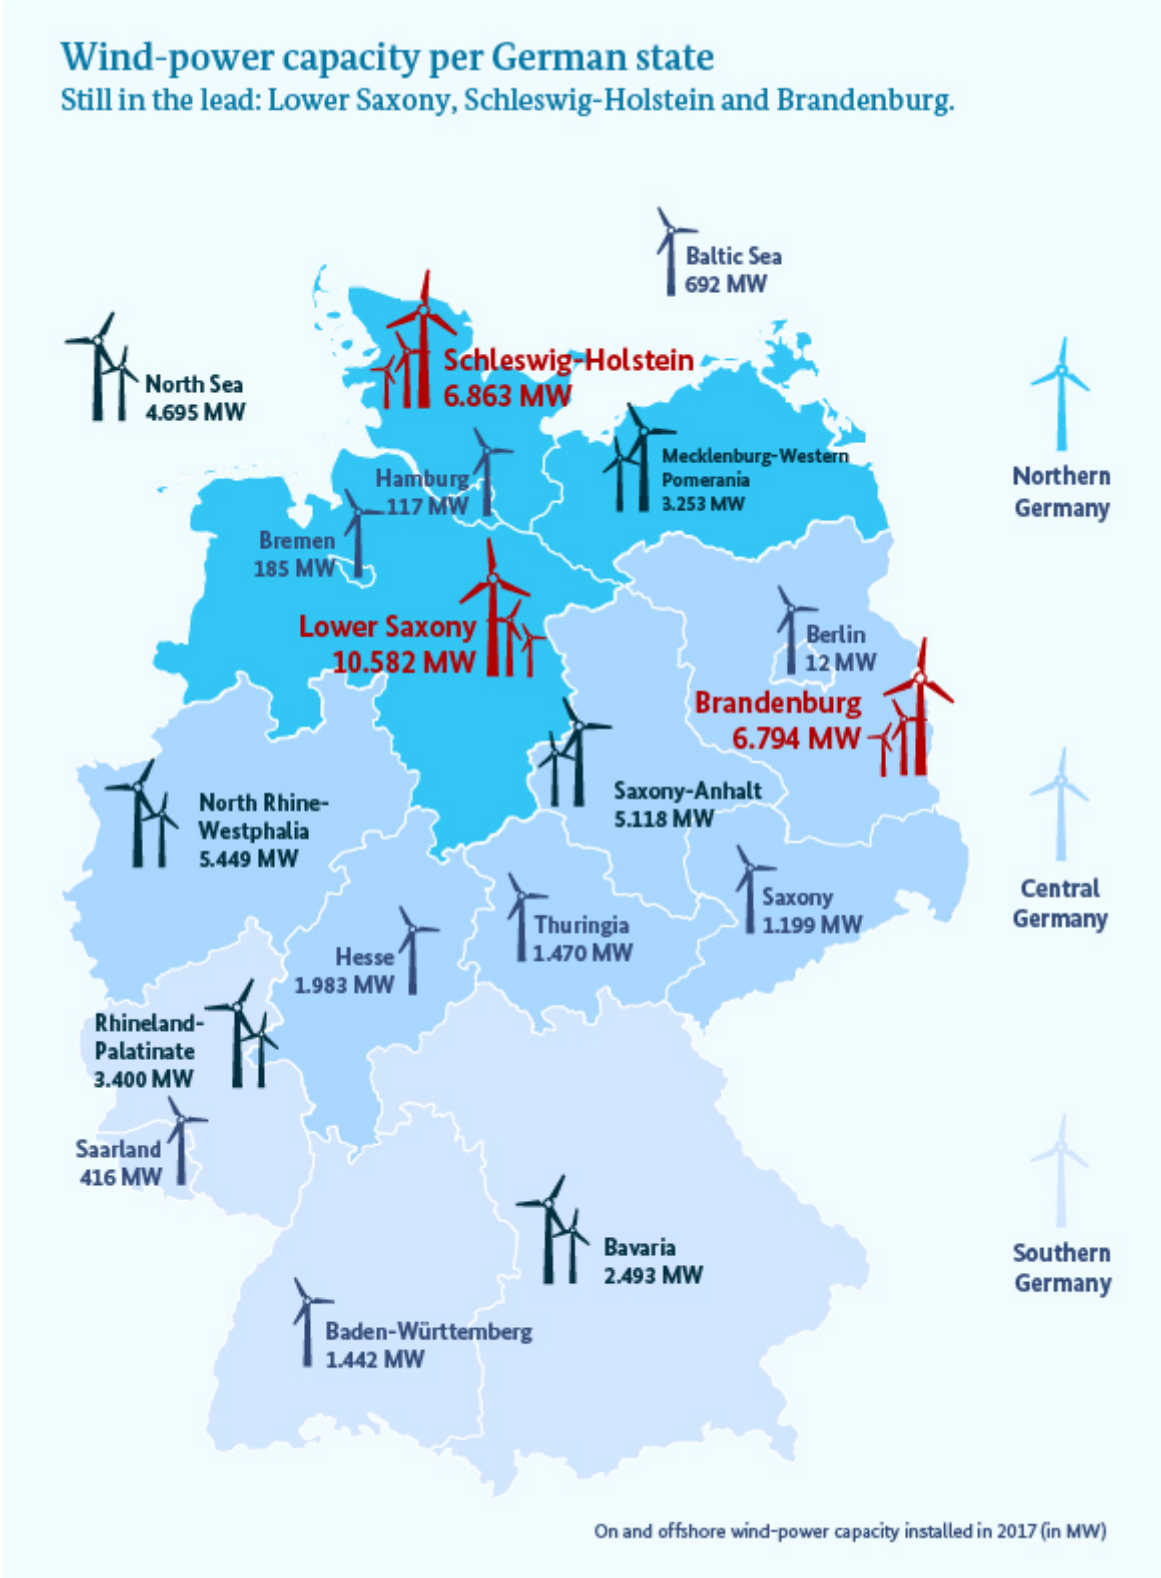 Wind-power capacity per German state
Still in the lead: Lower Saxony, Schleswig-Holstein and Brandenburg.
Baltic Sea
692 MW
North Sea
4.695 MW
Schleswig-Holstein
6.863 MW
Mecklenburg-Western
Pomerania
3.253 MW
Hamburg
117 MW
Northern
Germany
Bremen
185 MW
Lower Saxony
10.582 MW
Berlin
12 MW
Brandenburg
6.794 MW
Saxony-Anhalt
5.118 MW
North Rhine-
Westphalia
5.449 MW
Central
Germany
Saxony
1.199 MW
Thuringia
1.470 MW
Hesse
1.983 MW
Rhineland-
Palatinate
3.400 MW
Saarland
416 MW
Bavaria
2.493 MW
Southern
Germany
Baden-Württemberg
1.442 MW
On and offshore wind-power capacity installed in 2017 (in MW)